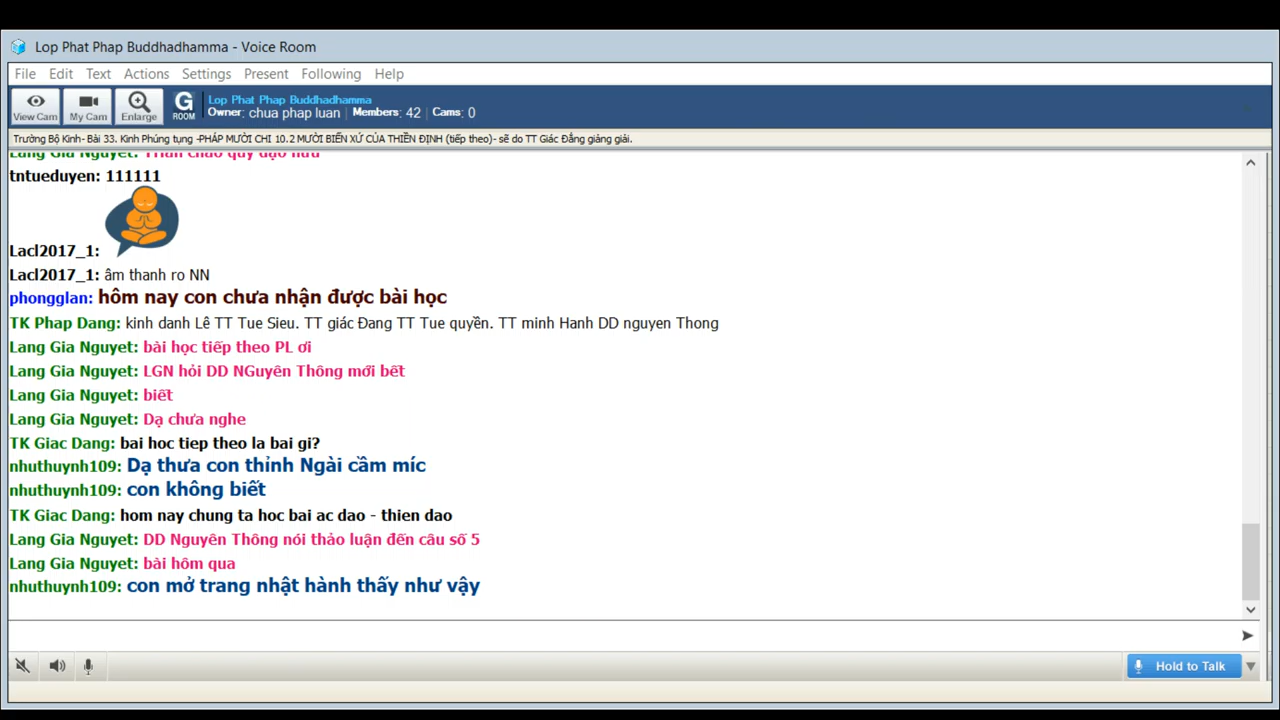 Lop Phat Phap Buddhadhamma - Voice Room
File Edit Text Actions Settings Present Following Help
View Cam My Cam Enlarge G ROOM Lop Phat Phap Buddhadhamma
Owner: chua phap luan | Members: 42 | Cams: 0
Trường Bộ Kinh- Bài 33. Kinh Phúng tụng -PHÁP MƯỜI CHI 10.2 MƯỜI BIẾN XỨ CỦA THIỀN ĐỊNH (tiếp theo)- sẽ do TT Giác Đẳng giảng giải.
Lang Gia Nguyet: Trân chào quý đạo hữu
tntueduyen: 111111
Lacl2017_1:
Lacl2017_1: âm thanh ro NN
phongglan: hôm nay con chưa nhận được bài học
TK Phap Dang: kinh danh Lê TT Tue Sieu. TT giác Đang TT Tue quyền. TT minh Hanh DD nguyen Thong
Lang Gia Nguyet: bài học tiếp theo PL ơi
Lang Gia Nguyet: LGN hỏi DD NGuyên Thông mới bết
Lang Gia Nguyet: biết
Lang Gia Nguyet: Dạ chưa nghe
TK Giac Dang: bai hoc tiep theo la bai gi?
nhuthuynh109: Dạ thưa con thỉnh Ngài cầm míc
nhuthuynh109: con không biết
TK Giac Dang: hom nay chung ta hoc bai ac dao - thien dao
Lang Gia Nguyet: DD Nguyên Thông nói thảo luận đến câu số 5
Lang Gia Nguyet: bài hôm qua
nhuthuynh109: con mở trang nhật hành thấy như vậy
Hold to Talk